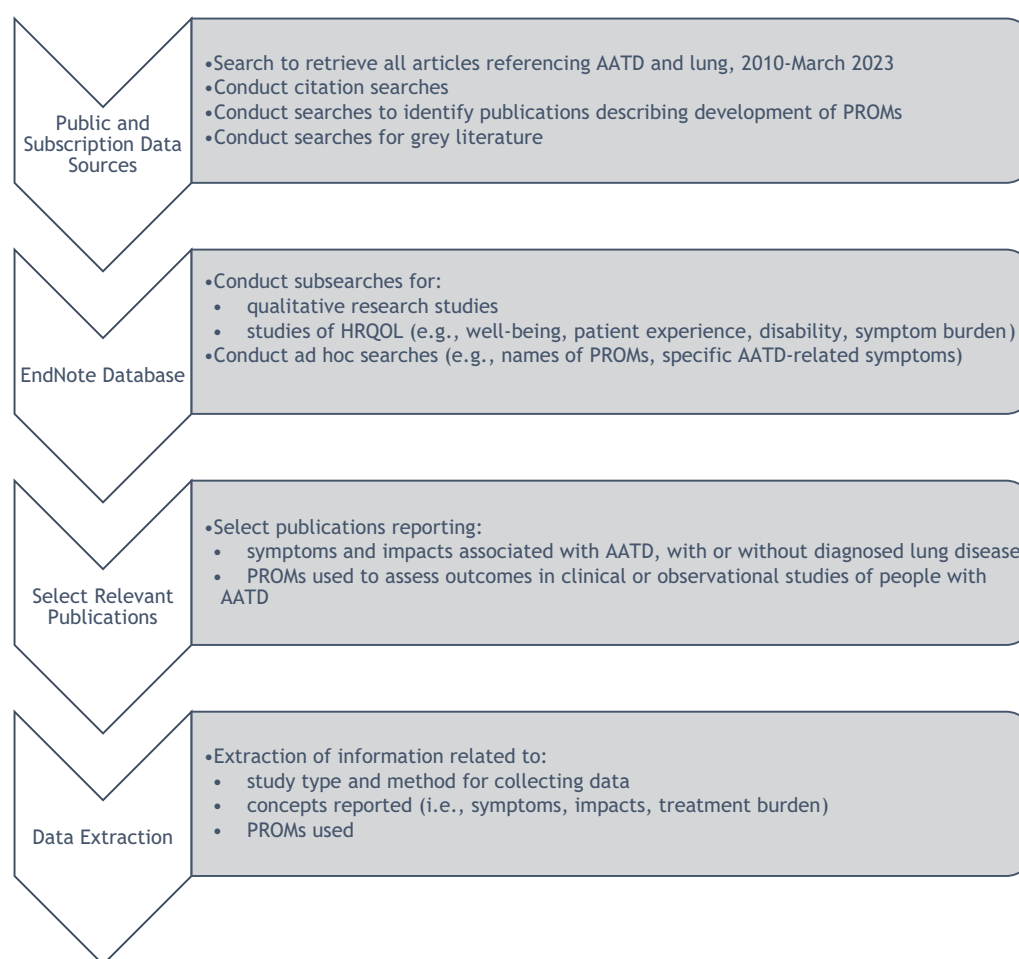 Public and
Subscription Data
Sources
•Search to retrieve all articles referencing AATD and lung, 2010-March 2023
•Conduct citation searches
•Conduct searches to identify publications describing development of PROMs
•Conduct searches for grey literature
EndNote Database
•Conduct subsearches for:
• qualitative research studies
• studies of HRQOL (e.g., well-being, patient experience, disability, symptom burden)
•Conduct ad hoc searches (e.g., names of PROMs, specific AATD-related symptoms)
Select Relevant
Publications
•Select publications reporting:
• symptoms and impacts associated with AATD, with or without diagnosed lung disease
• PROMs used to assess outcomes in clinical or observational studies of people with
AATD
Data Extraction
•Extraction of information related to:
• study type and method for collecting data
• concepts reported (i.e., symptoms, impacts, treatment burden)
• PROMs used